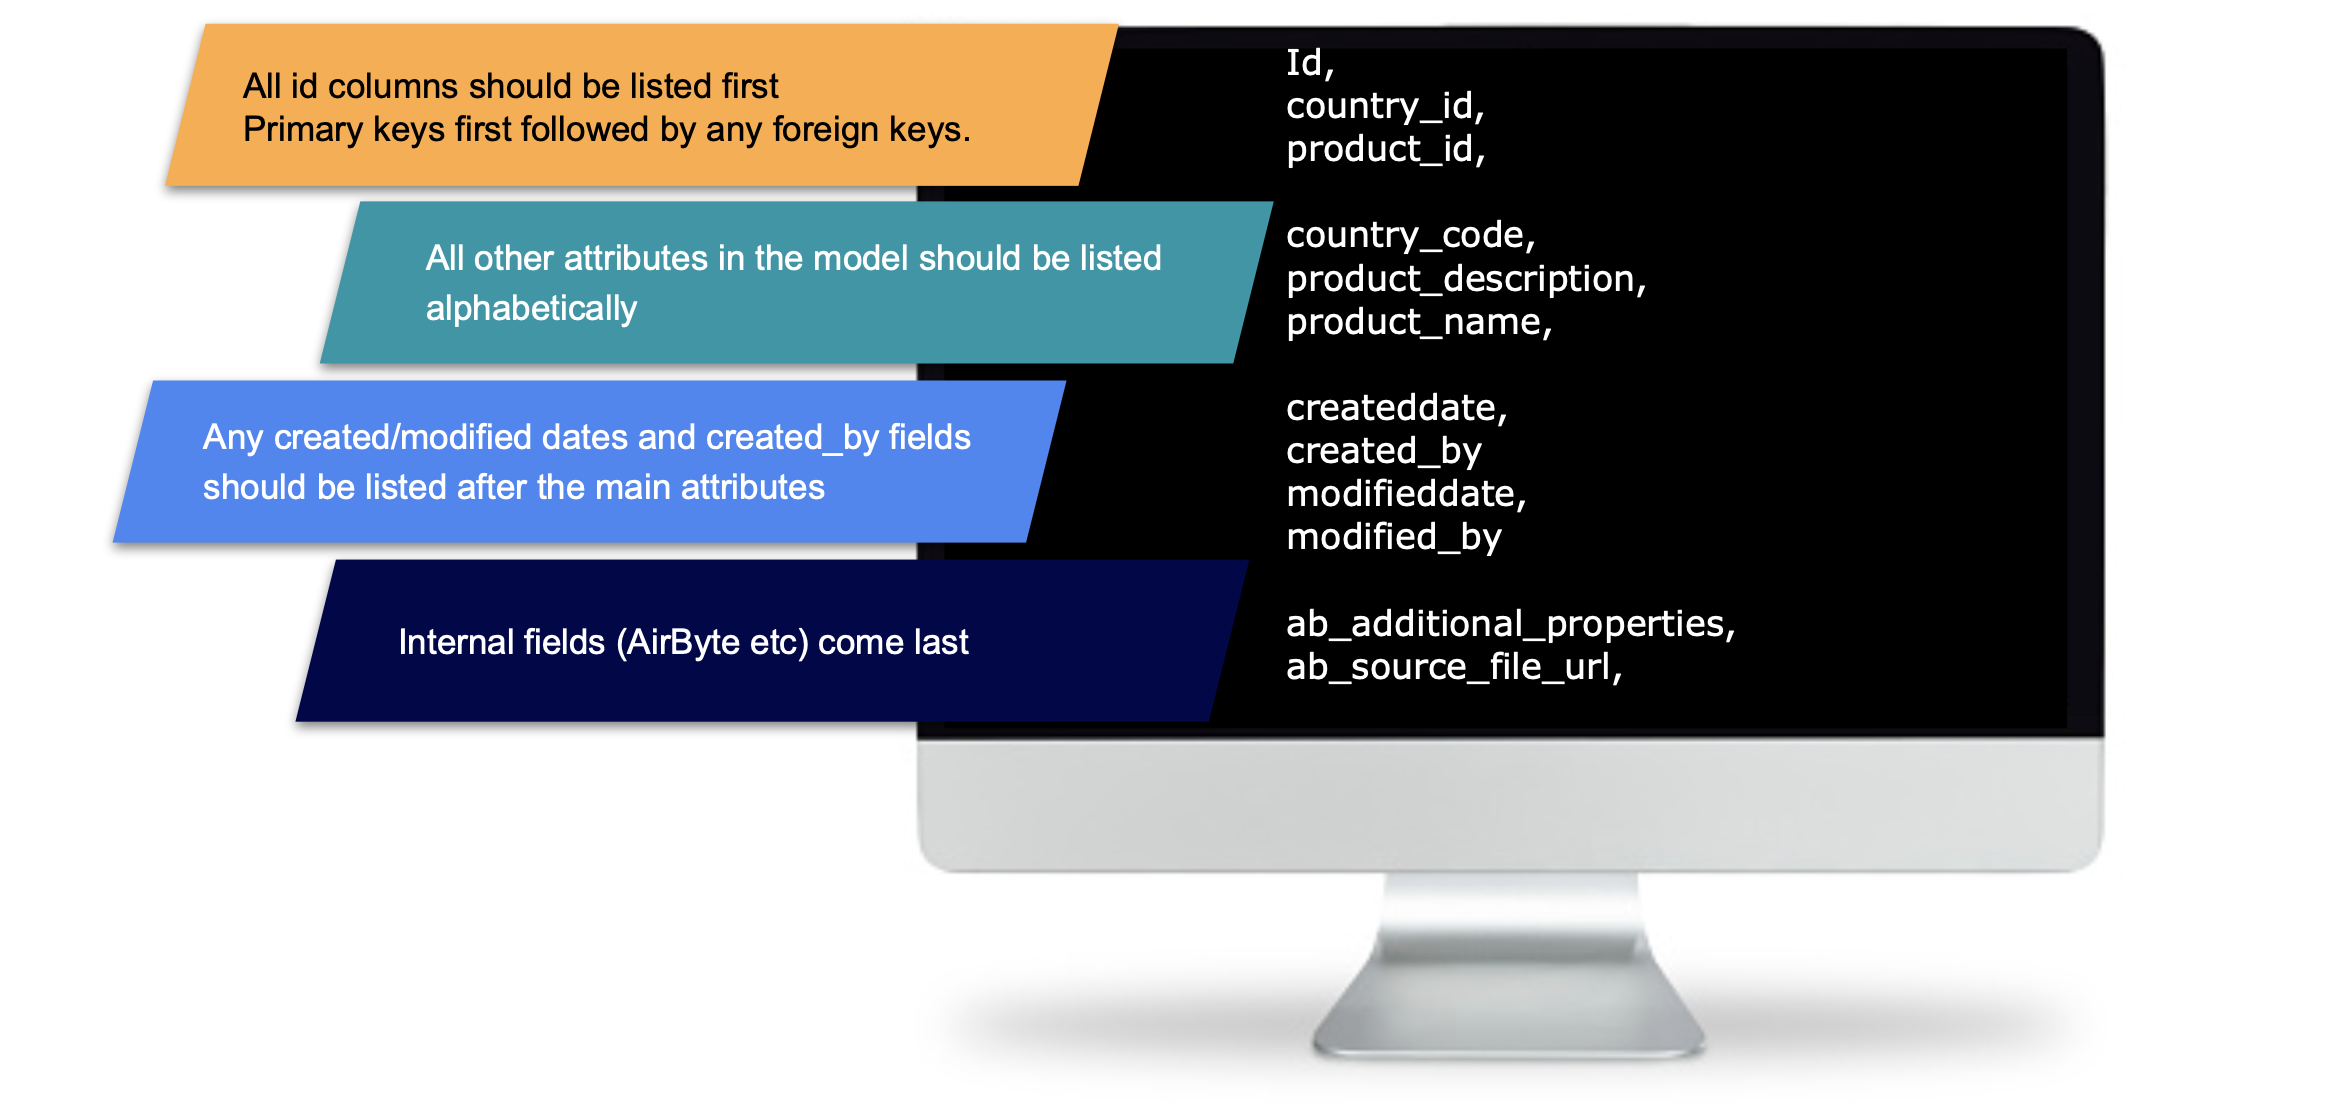 All id columns should be listed first
Primary keys first followed by any foreign keys.
All other attributes in the model should be listed
alphabetically
Any created/modified dates and created_by fields
should be listed after the main attributes
Internal fields (AirByte etc) come last
Id,
country_id,
product_id,
country_code,
product_description,
product_name,
createddate,
created_by
modifieddate,
modified_by
ab_additional_properties,
ab_source_file_url,